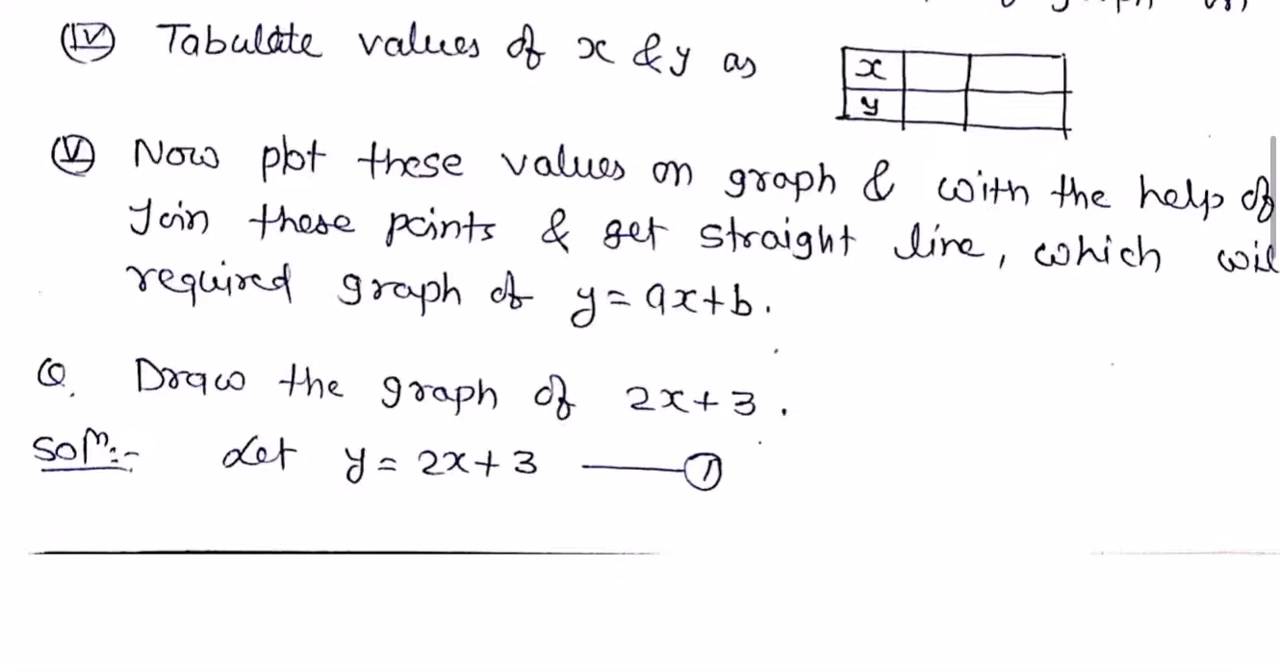 (IV) Tabulate values of x & y as
x
y
(V) Now plot these values on graph & with the help of
Join these points & get straight line, which
required graph of y = ax+b.
Q. Draw the graph of 2x+3.
Soln:- Let y = 2x+3 —— (1)